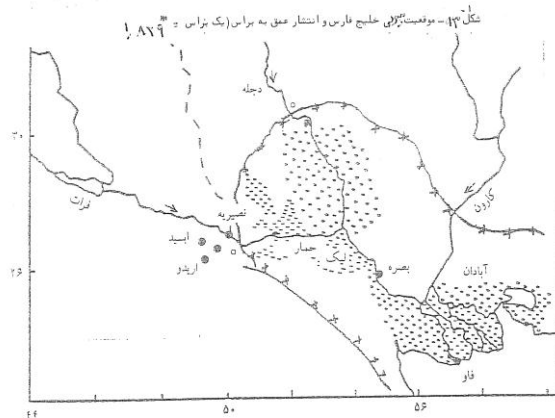 شکل ۱۳- موقعیت خلیج فارس و انتشار عمق به براس (یک براس = ۱.۸۲۹
دجله
۳۰
فرات
کارون
نصیریه
ابسید
حمار
لیک
بصره
آبادان
اریدو
۲۶
فاو
۴۴
۵۰
۵۶